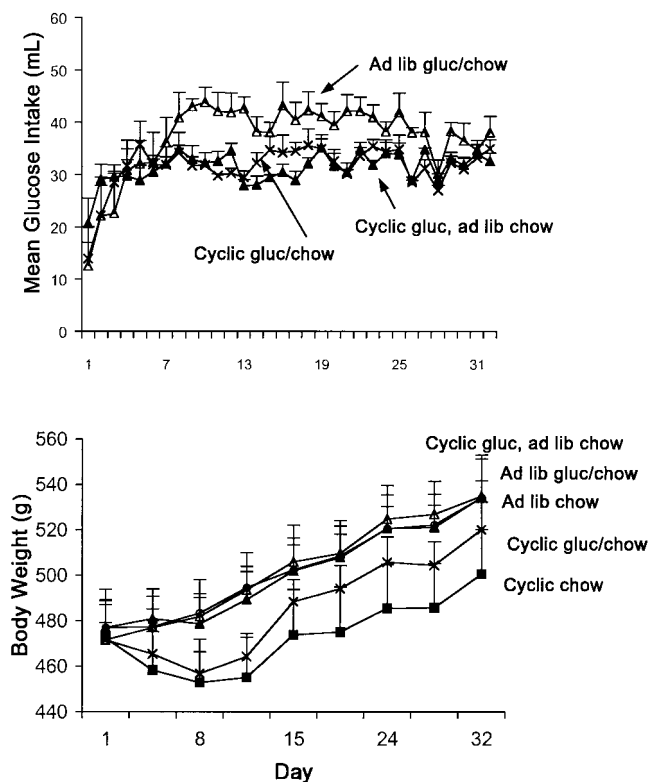 60
50
40
30
20
10
0
Mean Glucose Intake (mL)
Ad lib gluc/chow
Cyclic gluc/chow
Cyclic gluc, ad lib chow
1 7 13 19 25 31
560
540
520
500
480
460
440
Body Weight (g)
Cyclic gluc, ad lib chow
Ad lib gluc/chow
Ad lib chow
Cyclic gluc/chow
Cyclic chow
1 8 15 24 32
Day